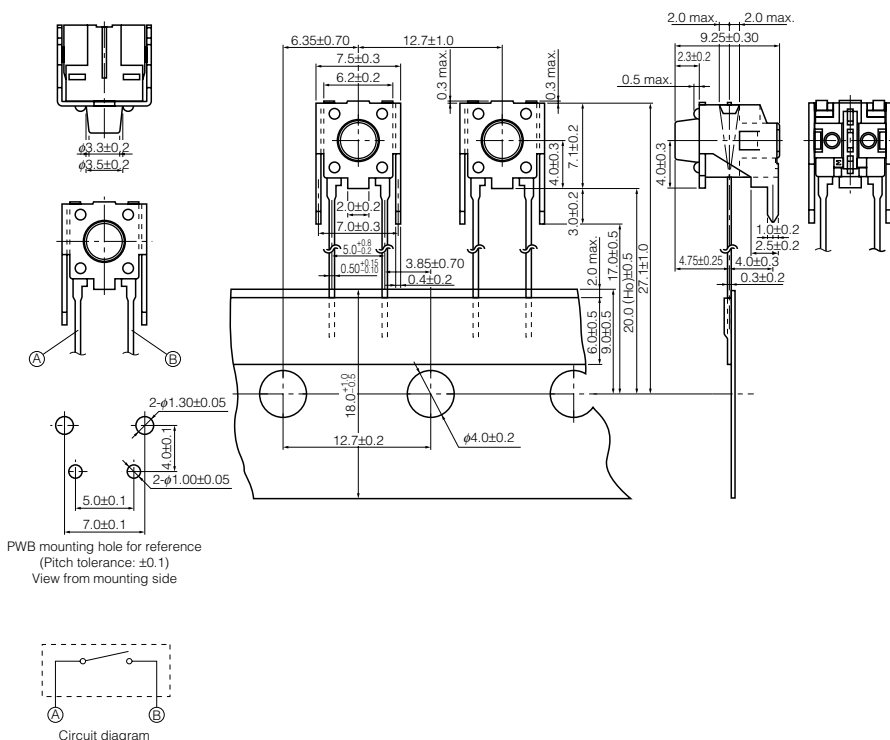 2.0 max.
2.0 max.
6.35±0.70
12.7±1.0
9.25±0.30
7.5±0.3
6.2±0.2
0.3 max.
0.3 max.
2.3±0.2
0.5 max.
φ3.3±0.2
φ3.5±0.2
4.0±0.3
7.1±0.2
4.0±0.3
M
2.0±0.2
7.0±0.3
3.0±0.2
1.0±0.2
2.5±0.2
5.0+0.8-0.2
0.50+0.15-0.10
3.85±0.70
0.4±0.2
2.0 max.
17.0±0.5
20.0 (Ho)±0.5
27.1±1.0
4.75±0.25
4.0±0.3
0.3±0.2
A
B
6.0±0.5
9.0±0.5
18.0+1.0-0.5
12.7±0.2
φ4.0±0.2
2-φ1.30±0.05
4.0±0.1
2-φ1.00±0.05
5.0±0.1
7.0±0.1
PWB mounting hole for reference
(Pitch tolerance: ±0.1)
View from mounting side
A
B
Circuit diagram